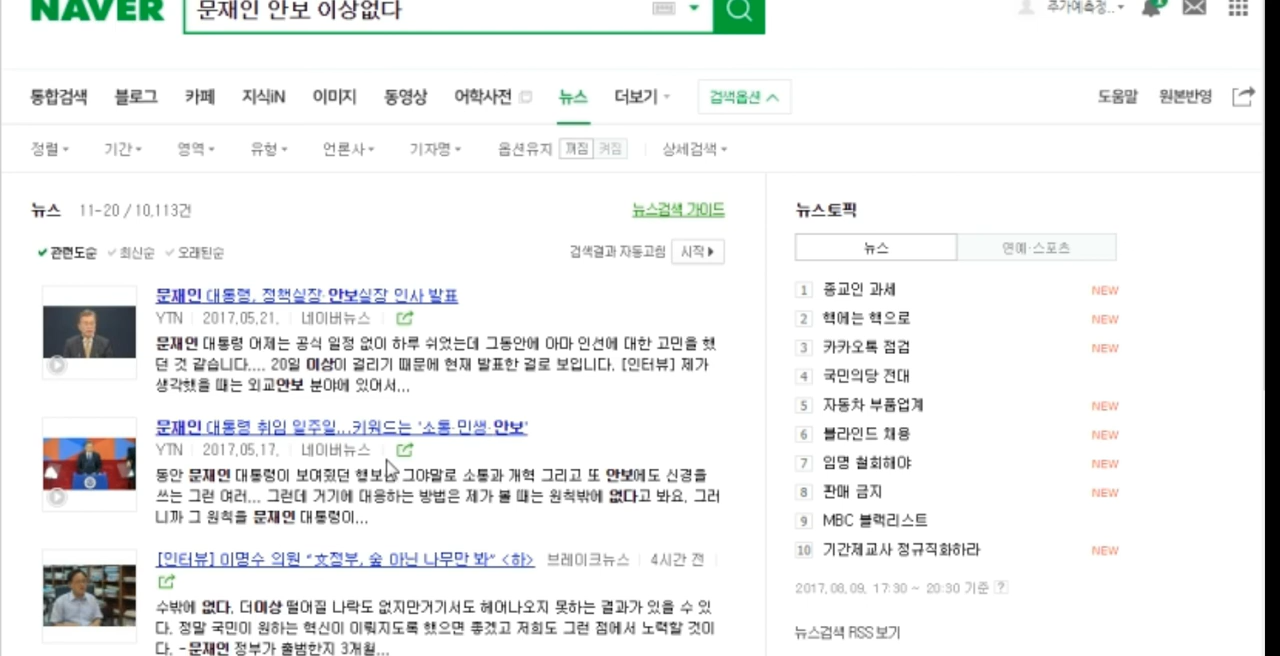 NAVER
문재인 안보 이상없다
주가예측정..
통합검색 블로그 카페 지식iN 이미지 동영상 어학사전 뉴스 더보기 검색옵션 도움말 원본반영
정렬 기간 영역 유형 언론사 기자명 옵션유지 꺼짐 켜짐 상세검색
뉴스 11-20 / 10,113건 뉴스검색 가이드
관련도순 최신순 오래된순 검색결과 자동고침 시작
문재인 대통령, 정책실장·안보실장 인사 발표
YTN 2017.05.21. 네이버뉴스
문재인 대통령 어제는 공식 일정 없이 하루 쉬었는데 그동안에 아마 인선에 대한 고민을 했
던 것 같습니다.... 20일 이상이 걸리기 때문에 현재 발표한 걸로 보입니다. [인터뷰] 제가
생각했을 때는 외교안보 분야에 있어서...
문재인 대통령 취임 일주일...키워드는 '소통·민생·안보'
YTN 2017.05.17. 네이버뉴스
동안 문재인 대통령이 보여줬던 행보는 그야말로 소통과 개혁 그리고 또 안보에도 신경을
쓰는 그런 여러... 그런데 거기에 대응하는 방법은 제가 볼 때는 원칙밖에 없다고 봐요. 그러
니까 그 원칙을 문재인 대통령이...
[인터뷰] 이명수 의원 “文정부, 숲 아닌 나무만 봐” <하> 브레이크뉴스 4시간 전
수밖에 없다. 더이상 떨어질 나락도 없지만거기서도 헤어나오지 못하는 결과가 있을 수 있
다. 정말 국민이 원하는 혁신이 이뤄지도록 했으면 좋겠고 저희도 그런 점에서 노력할 것이
다. -문재인 정부가 출범한지 3개월...
뉴스토픽
뉴스 연예·스포츠
1 종교인 과세 NEW
2 핵에는 핵으로 NEW
3 카카오톡 점검 NEW
4 국민의당 전대
5 자동차 부품업계 NEW
6 블라인드 채용 NEW
7 임명 철회해야 NEW
8 판매 금지 NEW
9 MBC 블랙리스트
10 기간제교사 정규직화하라 NEW
2017.08.09. 17:30 ~ 20:30 기준 ?
뉴스검색 RSS 보기